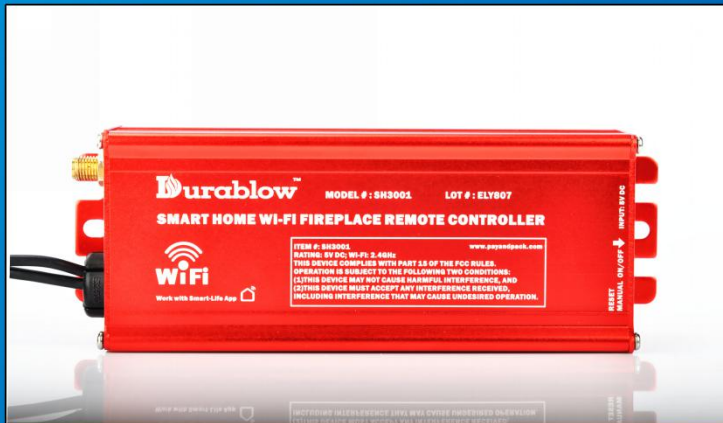 Durablow™
MODEL # : SH3001
LOT # : ELY807
SMART HOME WI-FI FIREPLACE REMOTE CONTROLLER
WiFi
Work with Smart-Life App
ITEM #: SH3001
www.payandpack.com
RATING: 5V DC; WI-FI: 2.4GHz
THIS DEVICE COMPLIES WITH PART 15 OF THE FCC RULES.
OPERATION IS SUBJECT TO THE FOLLOWING TWO CONDITIONS:
(1)THIS DEVICE MAY NOT CAUSE HARMFUL INTERFERENCE, AND
(2)THIS DEVICE MUST ACCEPT ANY INTERFERENCE RECEIVED,
INCLUDING INTERFERENCE THAT MAY CAUSE UNDESIRED OPERATION.
RESET
MANUAL ON/OFF
INPUT: 5V DC